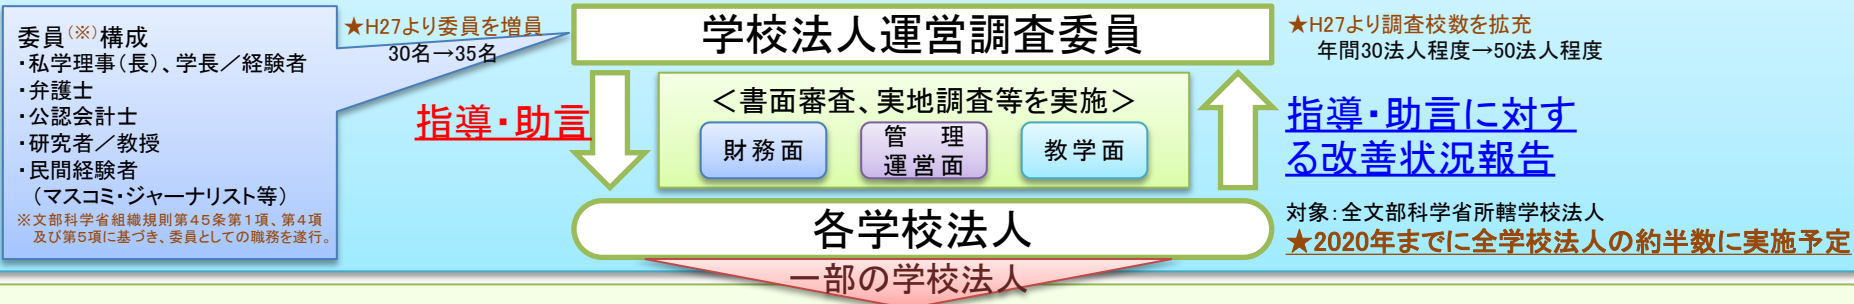 委員(※)構成
・私学理事(長)、学長／経験者
・弁護士
・公認会計士
・研究者／教授
・民間経験者
（マスコミ・ジャーナリスト等）
※文部科学省組織規則第４５条第１項、第４項
及び第５項に基づき、委員としての職務を遂行。
★H27より委員を増員
30名→35名
学校法人運営調査委員
★H27より調査校数を拡充
年間30法人程度→50法人程度
指導・助言
＜書面審査、実地調査等を実施＞
財務面
管　理
運営面
教学面
指導・助言に対す
る改善状況報告
各学校法人
対象：全文部科学省所轄学校法人
★2020年までに全学校法人の約半数に実施予定
一部の学校法人